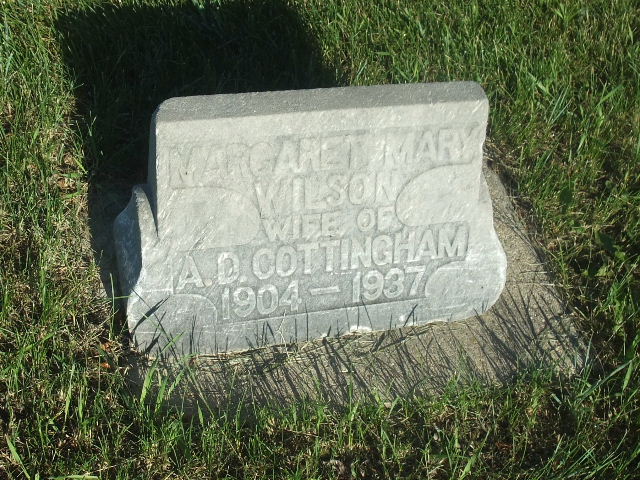 MARGARET MARY
WILSON
WIFE OF
A.D. COTTINGHAM
1904 — 1937